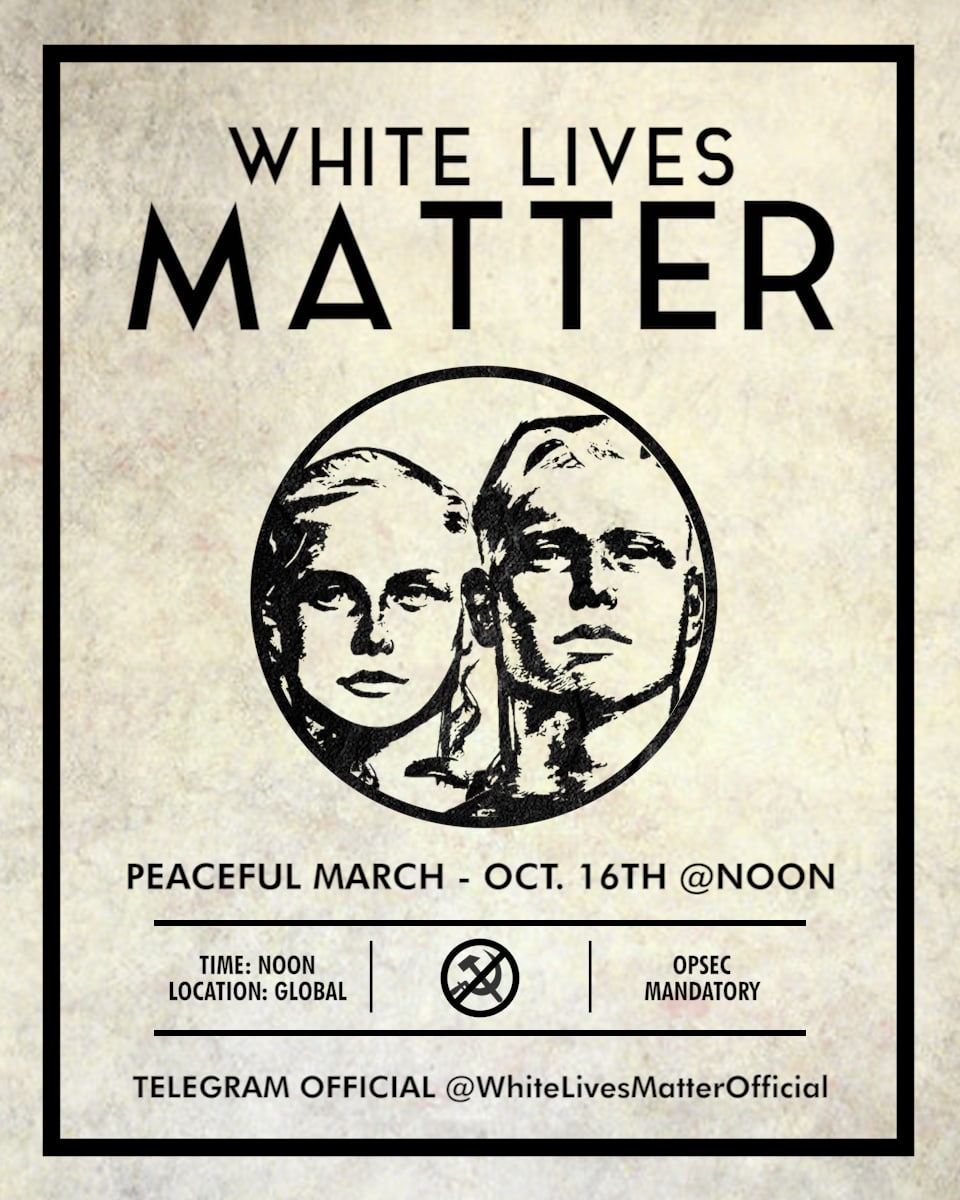 WHITE LIVES
MATTER
PEACEFUL MARCH - OCT. 16TH @NOON
TIME: NOON
LOCATION: GLOBAL
OPSEC
MANDATORY
TELEGRAM OFFICIAL @WhiteLivesMatterOfficial